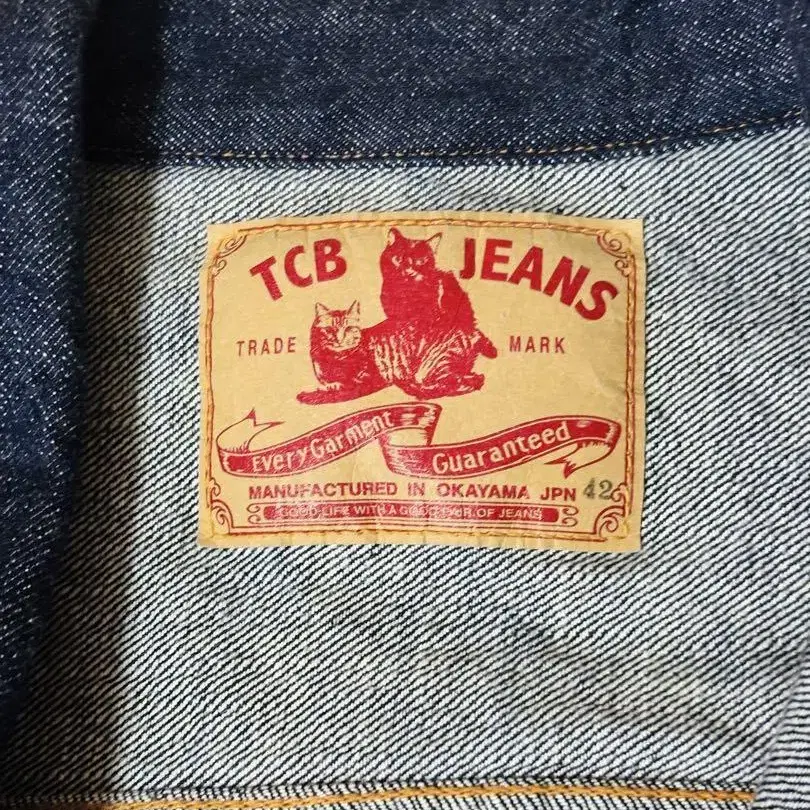 TCB JEANS
TRADE MARK
Every Garment Guaranteed
MANUFACTURED IN OKAYAMA JPN 42
GOOD LIFE WITH A GOOD PAIR OF JEANS